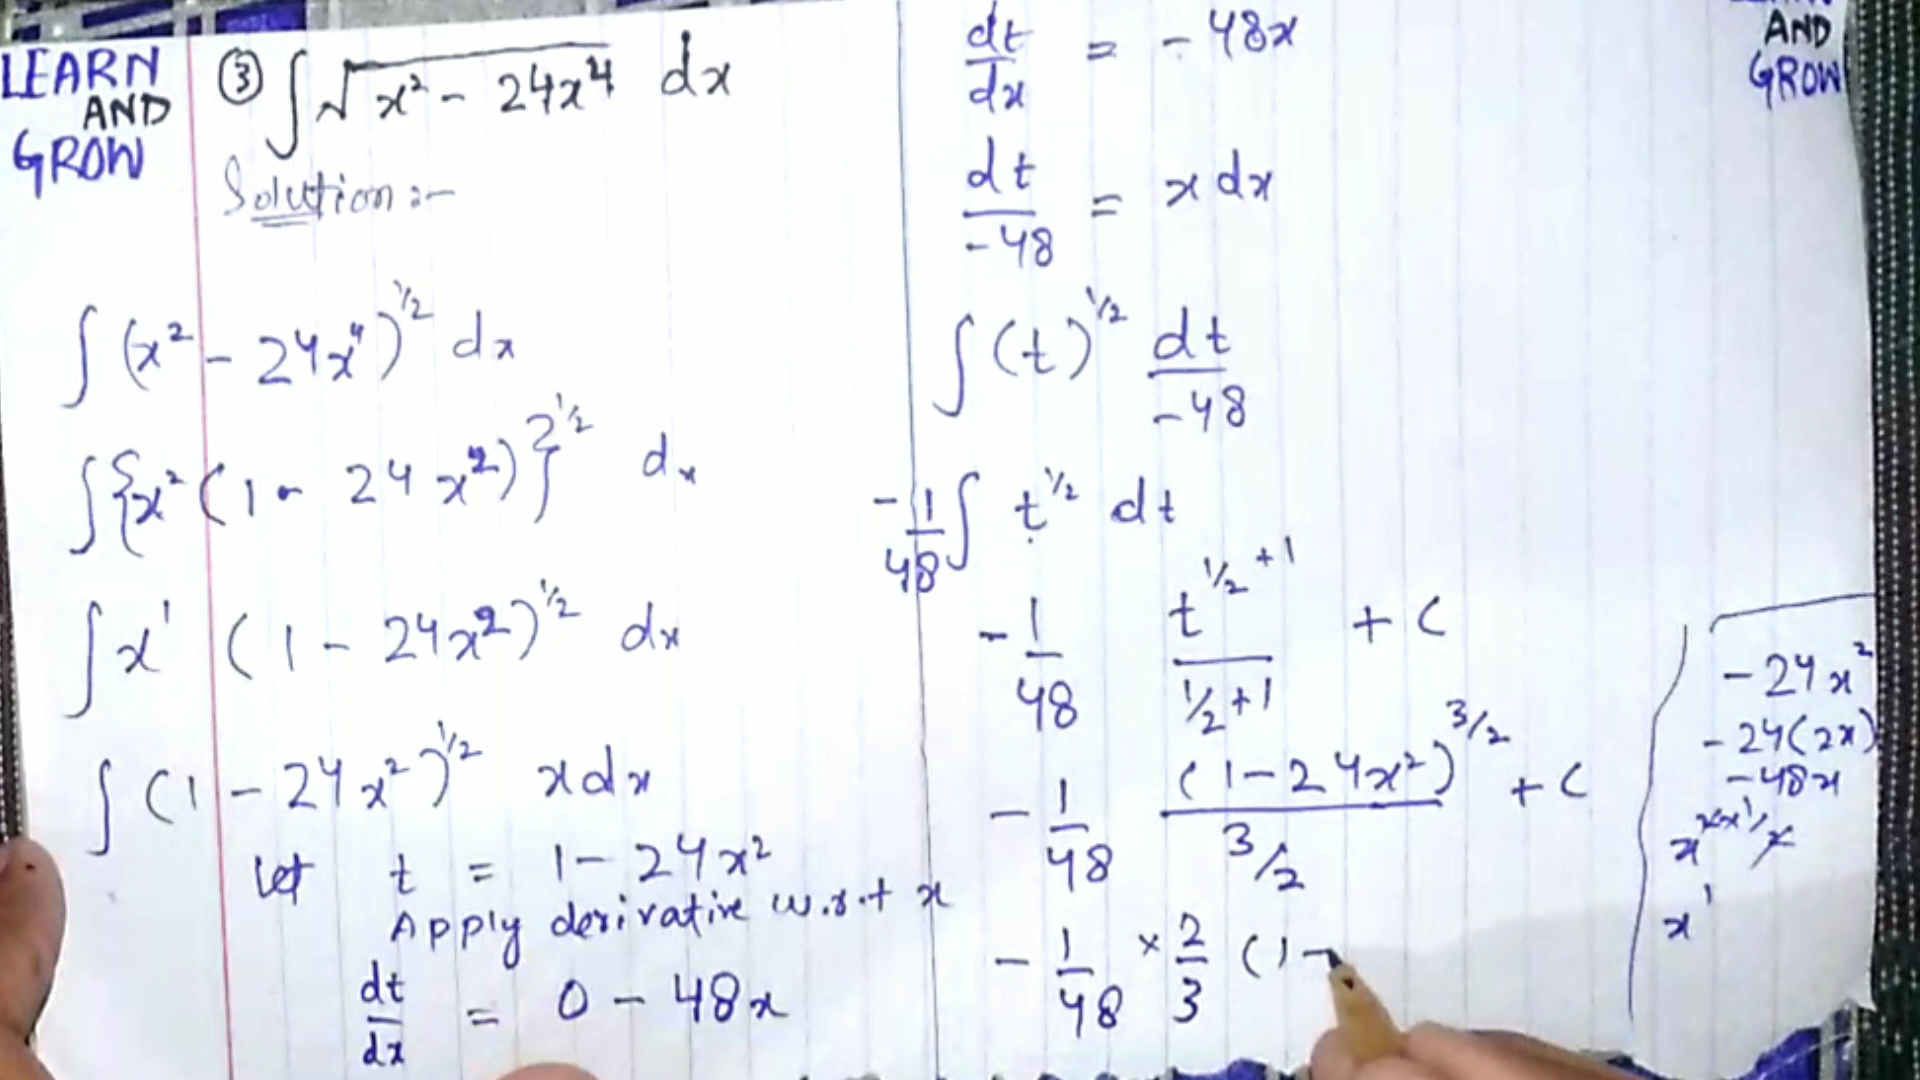 LEARN
AND
GROW
③ ∫ √x² - 24x⁴ dx
Solution :-
∫ (x² - 24x⁴)^1/2 dx
∫ {x² (1 - 24x²)}^1/2 dx
∫ x¹ (1 - 24x²)^1/2 dx
∫ (1 - 24x²)^1/2 xdx
Let t = 1 - 24x²
Apply derivative w.r.t x
dt/dx = 0 - 48x
dt/dx = - 48x
dt/-48 = x dx
∫ (t)^1/2 dt/-48
-1/48 ∫ t^1/2 dt
-1/48 t^1/2+1 / 1/2+1 + C
-1/48 (1-24x²)^3/2 / 3/2 + C
-1/48 × 2/3 (1-
AND
GROW
-24x²
-24(2x)
-48x
x^2×1/2
x¹